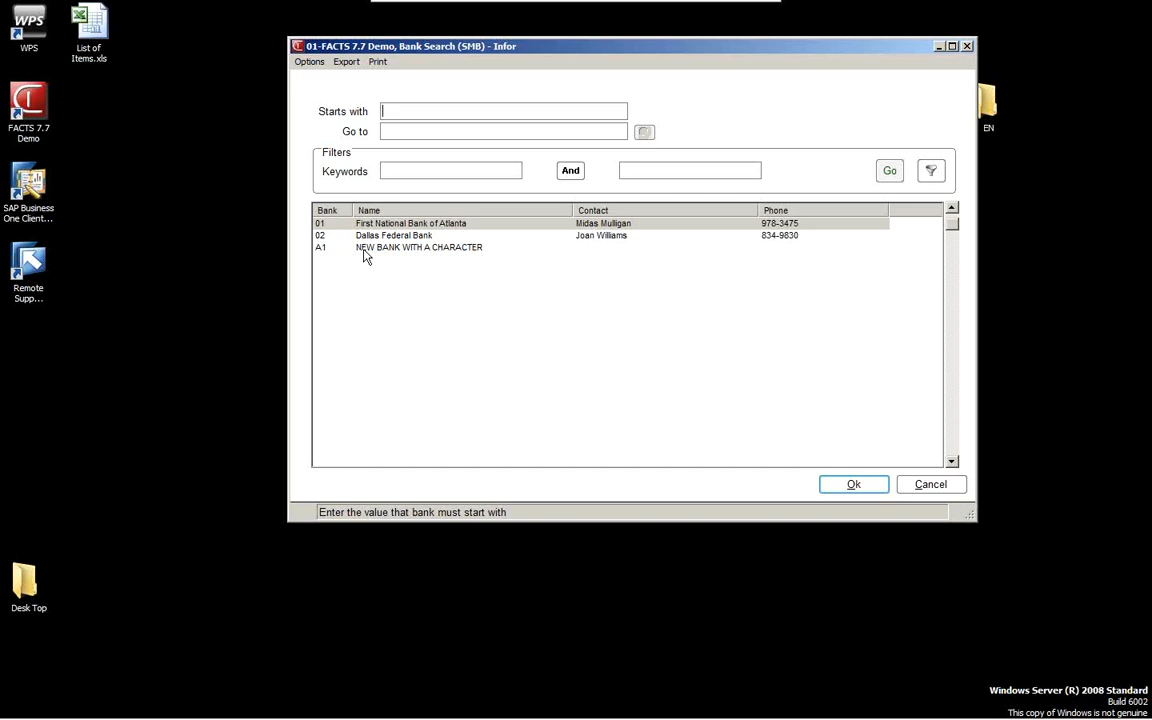 WPS
WPS
List of
Items.xls
FACTS 7.7
Demo
SAP Business
One Client...
Remote
Supp...
Desk Top
EN
01-FACTS 7.7 Demo, Bank Search (SMB) - Infor
Options Export Print
Starts with
Go to
Filters
Keywords And Go
Bank Name Contact Phone
01 First National Bank of Atlanta Midas Mulligan 978-3475
02 Dallas Federal Bank Joan Williams 834-9830
A1 NEW BANK WITH A CHARACTER
Ok Cancel
Enter the value that bank must start with
Windows Server (R) 2008 Standard
Build 6002
This copy of Windows is not genuine